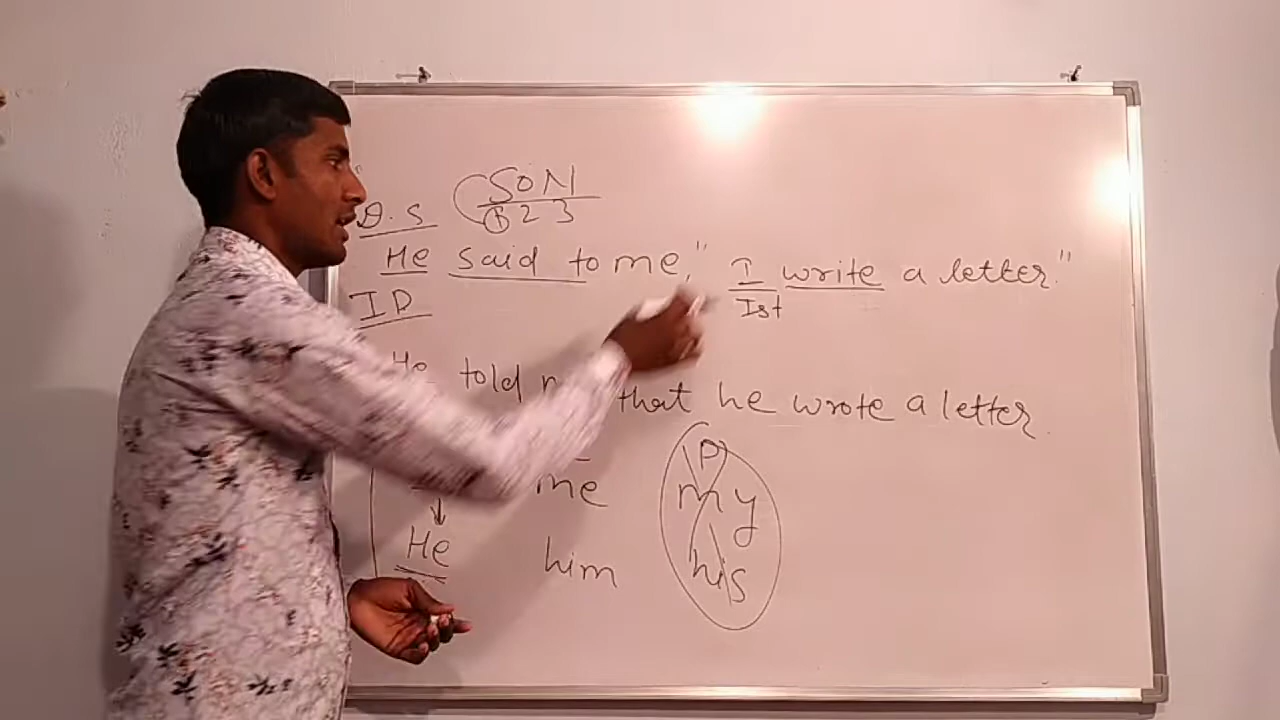 SON
D.S 1 2 3
He said to me, " I write a letter."
Ist
ID
He told that he wrote a letter.
P
me my
He him his